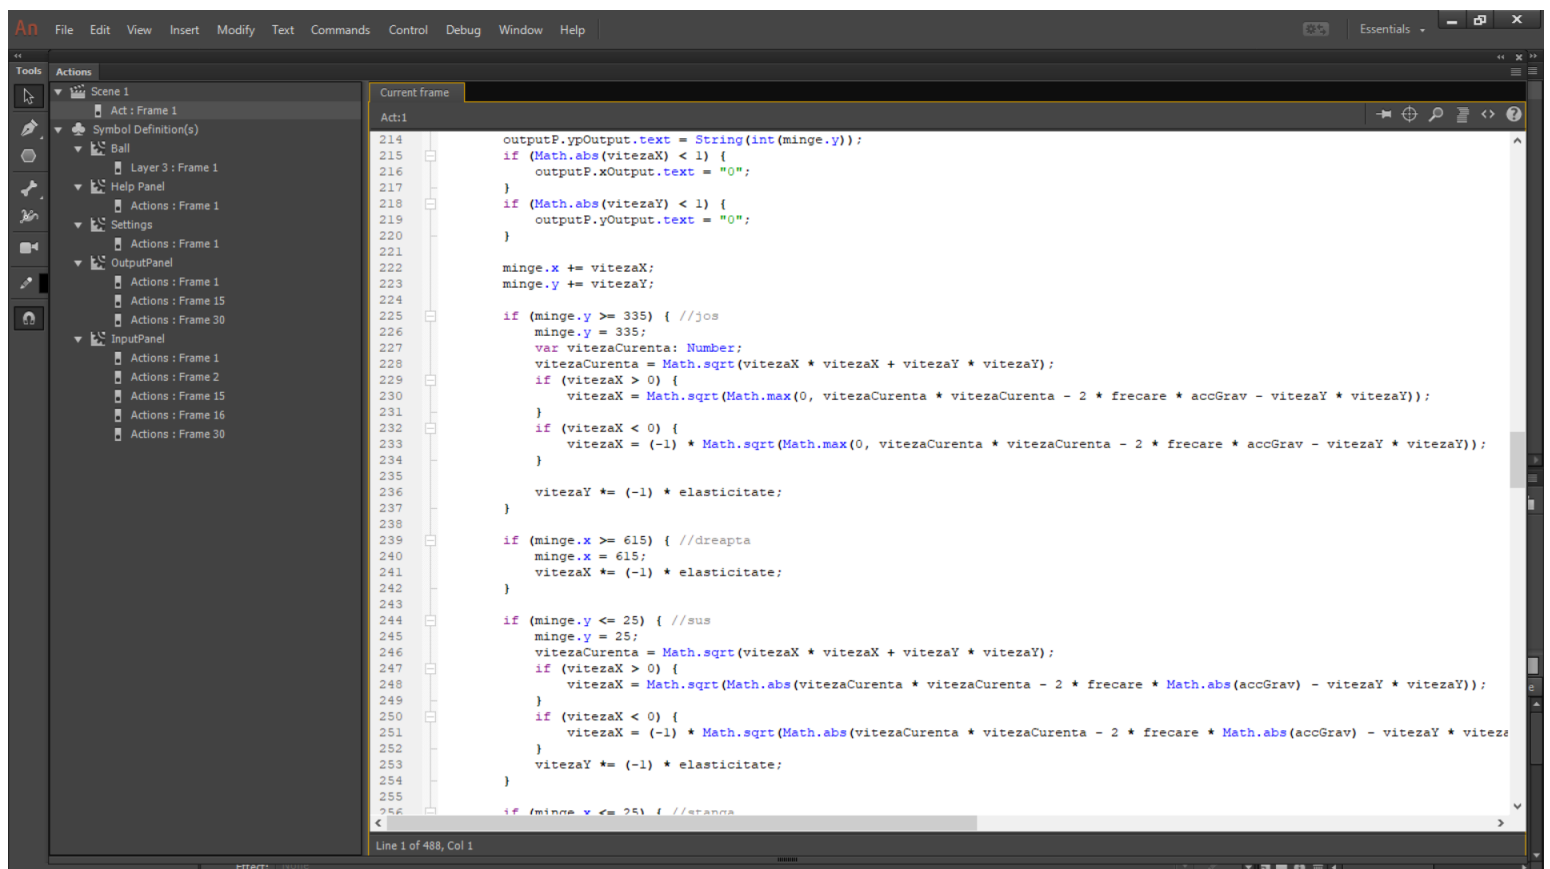 An File Edit View Insert Modify Text Commands Control Debug Window Help Essentials
Tools Actions
Scene 1
Act : Frame 1
Symbol Definition(s)
Ball
Layer 3 : Frame 1
Help Panel
Actions : Frame 1
Settings
Actions : Frame 1
OutputPanel
Actions : Frame 1
Actions : Frame 15
Actions : Frame 30
InputPanel
Actions : Frame 1
Actions : Frame 2
Actions : Frame 15
Actions : Frame 16
Actions : Frame 30
Current frame
Act:1
214 outputP.ypOutput.text = String(int(minge.y));
215 if (Math.abs(vitezaX) < 1) {
216 outputP.xOutput.text = "0";
217 }
218 if (Math.abs(vitezaY) < 1) {
219 outputP.yOutput.text = "0";
220 }
221
222 minge.x += vitezaX;
223 minge.y += vitezaY;
224
225 if (minge.y >= 335) { //jos
226 minge.y = 335;
227 var vitezaCurenta: Number;
228 vitezaCurenta = Math.sqrt(vitezaX * vitezaX + vitezaY * vitezaY);
229 if (vitezaX > 0) {
230 vitezaX = Math.sqrt(Math.max(0, vitezaCurenta * vitezaCurenta - 2 * frecare * accGrav - vitezaY * vitezaY));
231 }
232 if (vitezaX < 0) {
233 vitezaX = (-1) * Math.sqrt(Math.max(0, vitezaCurenta * vitezaCurenta - 2 * frecare * accGrav - vitezaY * vitezaY));
234 }
235
236 vitezaY *= (-1) * elasticitate;
237 }
238
239 if (minge.x >= 615) { //dreapta
240 minge.x = 615;
241 vitezaX *= (-1) * elasticitate;
242 }
243
244 if (minge.y <= 25) { //sus
245 minge.y = 25;
246 vitezaCurenta = Math.sqrt(vitezaX * vitezaX + vitezaY * vitezaY);
247 if (vitezaX > 0) {
248 vitezaX = Math.sqrt(Math.abs(vitezaCurenta * vitezaCurenta - 2 * frecare * Math.abs(accGrav) - vitezaY * vitezaY));
249 }
250 if (vitezaX < 0) {
251 vitezaX = (-1) * Math.sqrt(Math.abs(vitezaCurenta * vitezaCurenta - 2 * frecare * Math.abs(accGrav) - vitezaY * viteza
252 }
253 vitezaY *= (-1) * elasticitate;
254 }
255
256 if (minge.x <= 25) { //stanga
Line 1 of 488, Col 1
Effect: None